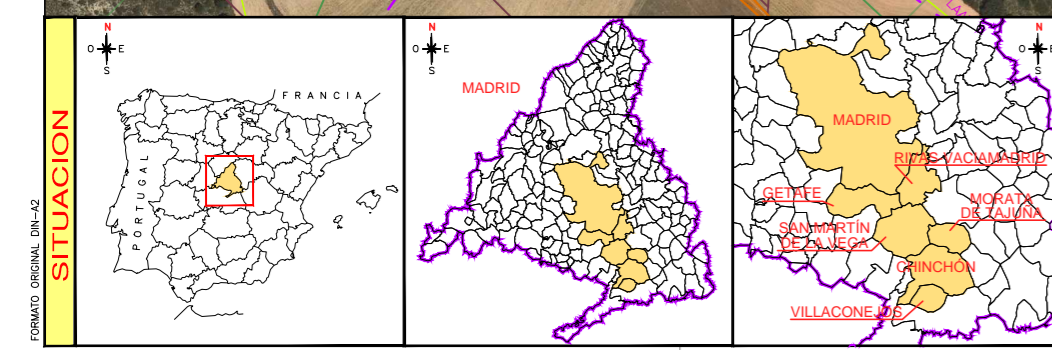 FORMATO ORIGINAL DIN-A2
SITUACION
N
O E
S
FRANCIA
PORTUGAL
N
O E
S
MADRID
N
O E
S
MADRID
RIVAS-VACIAMADRID
GETAFE
MORATA
DE TAJUÑA
SAN MARTÍN
DE LA VEGA
CHINCHÓN
VILLACONEJOS